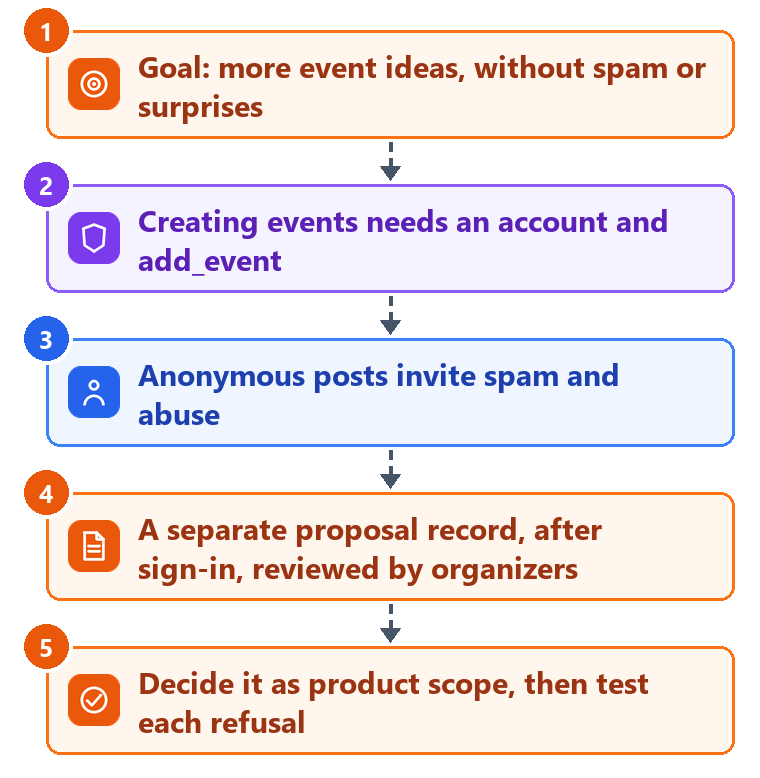 1
Goal: more event ideas, without spam or
surprises
2
Creating events needs an account and
add_event
3
Anonymous posts invite spam and
abuse
4
A separate proposal record, after
sign-in, reviewed by organizers
5
Decide it as product scope, then test
each refusal